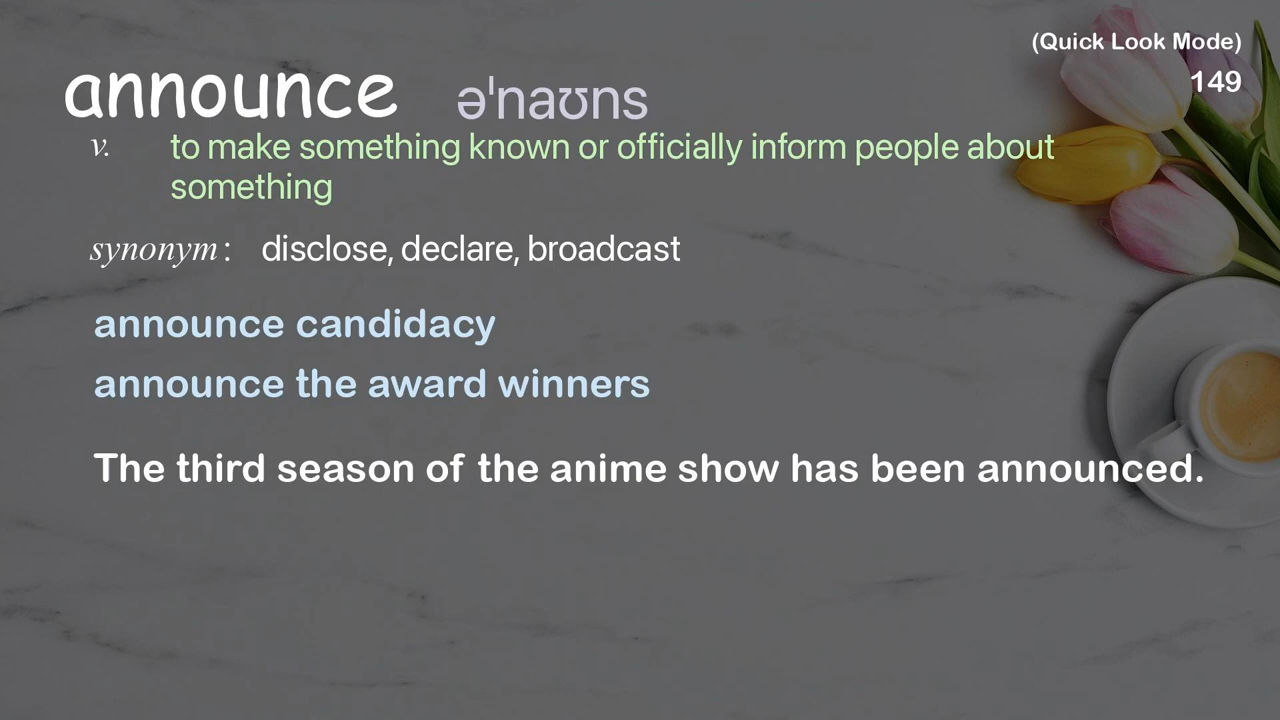 (Quick Look Mode)
149
announce əˈnaʊns
v. to make something known or officially inform people about
something
synonym : disclose, declare, broadcast
announce candidacy
announce the award winners
The third season of the anime show has been announced.